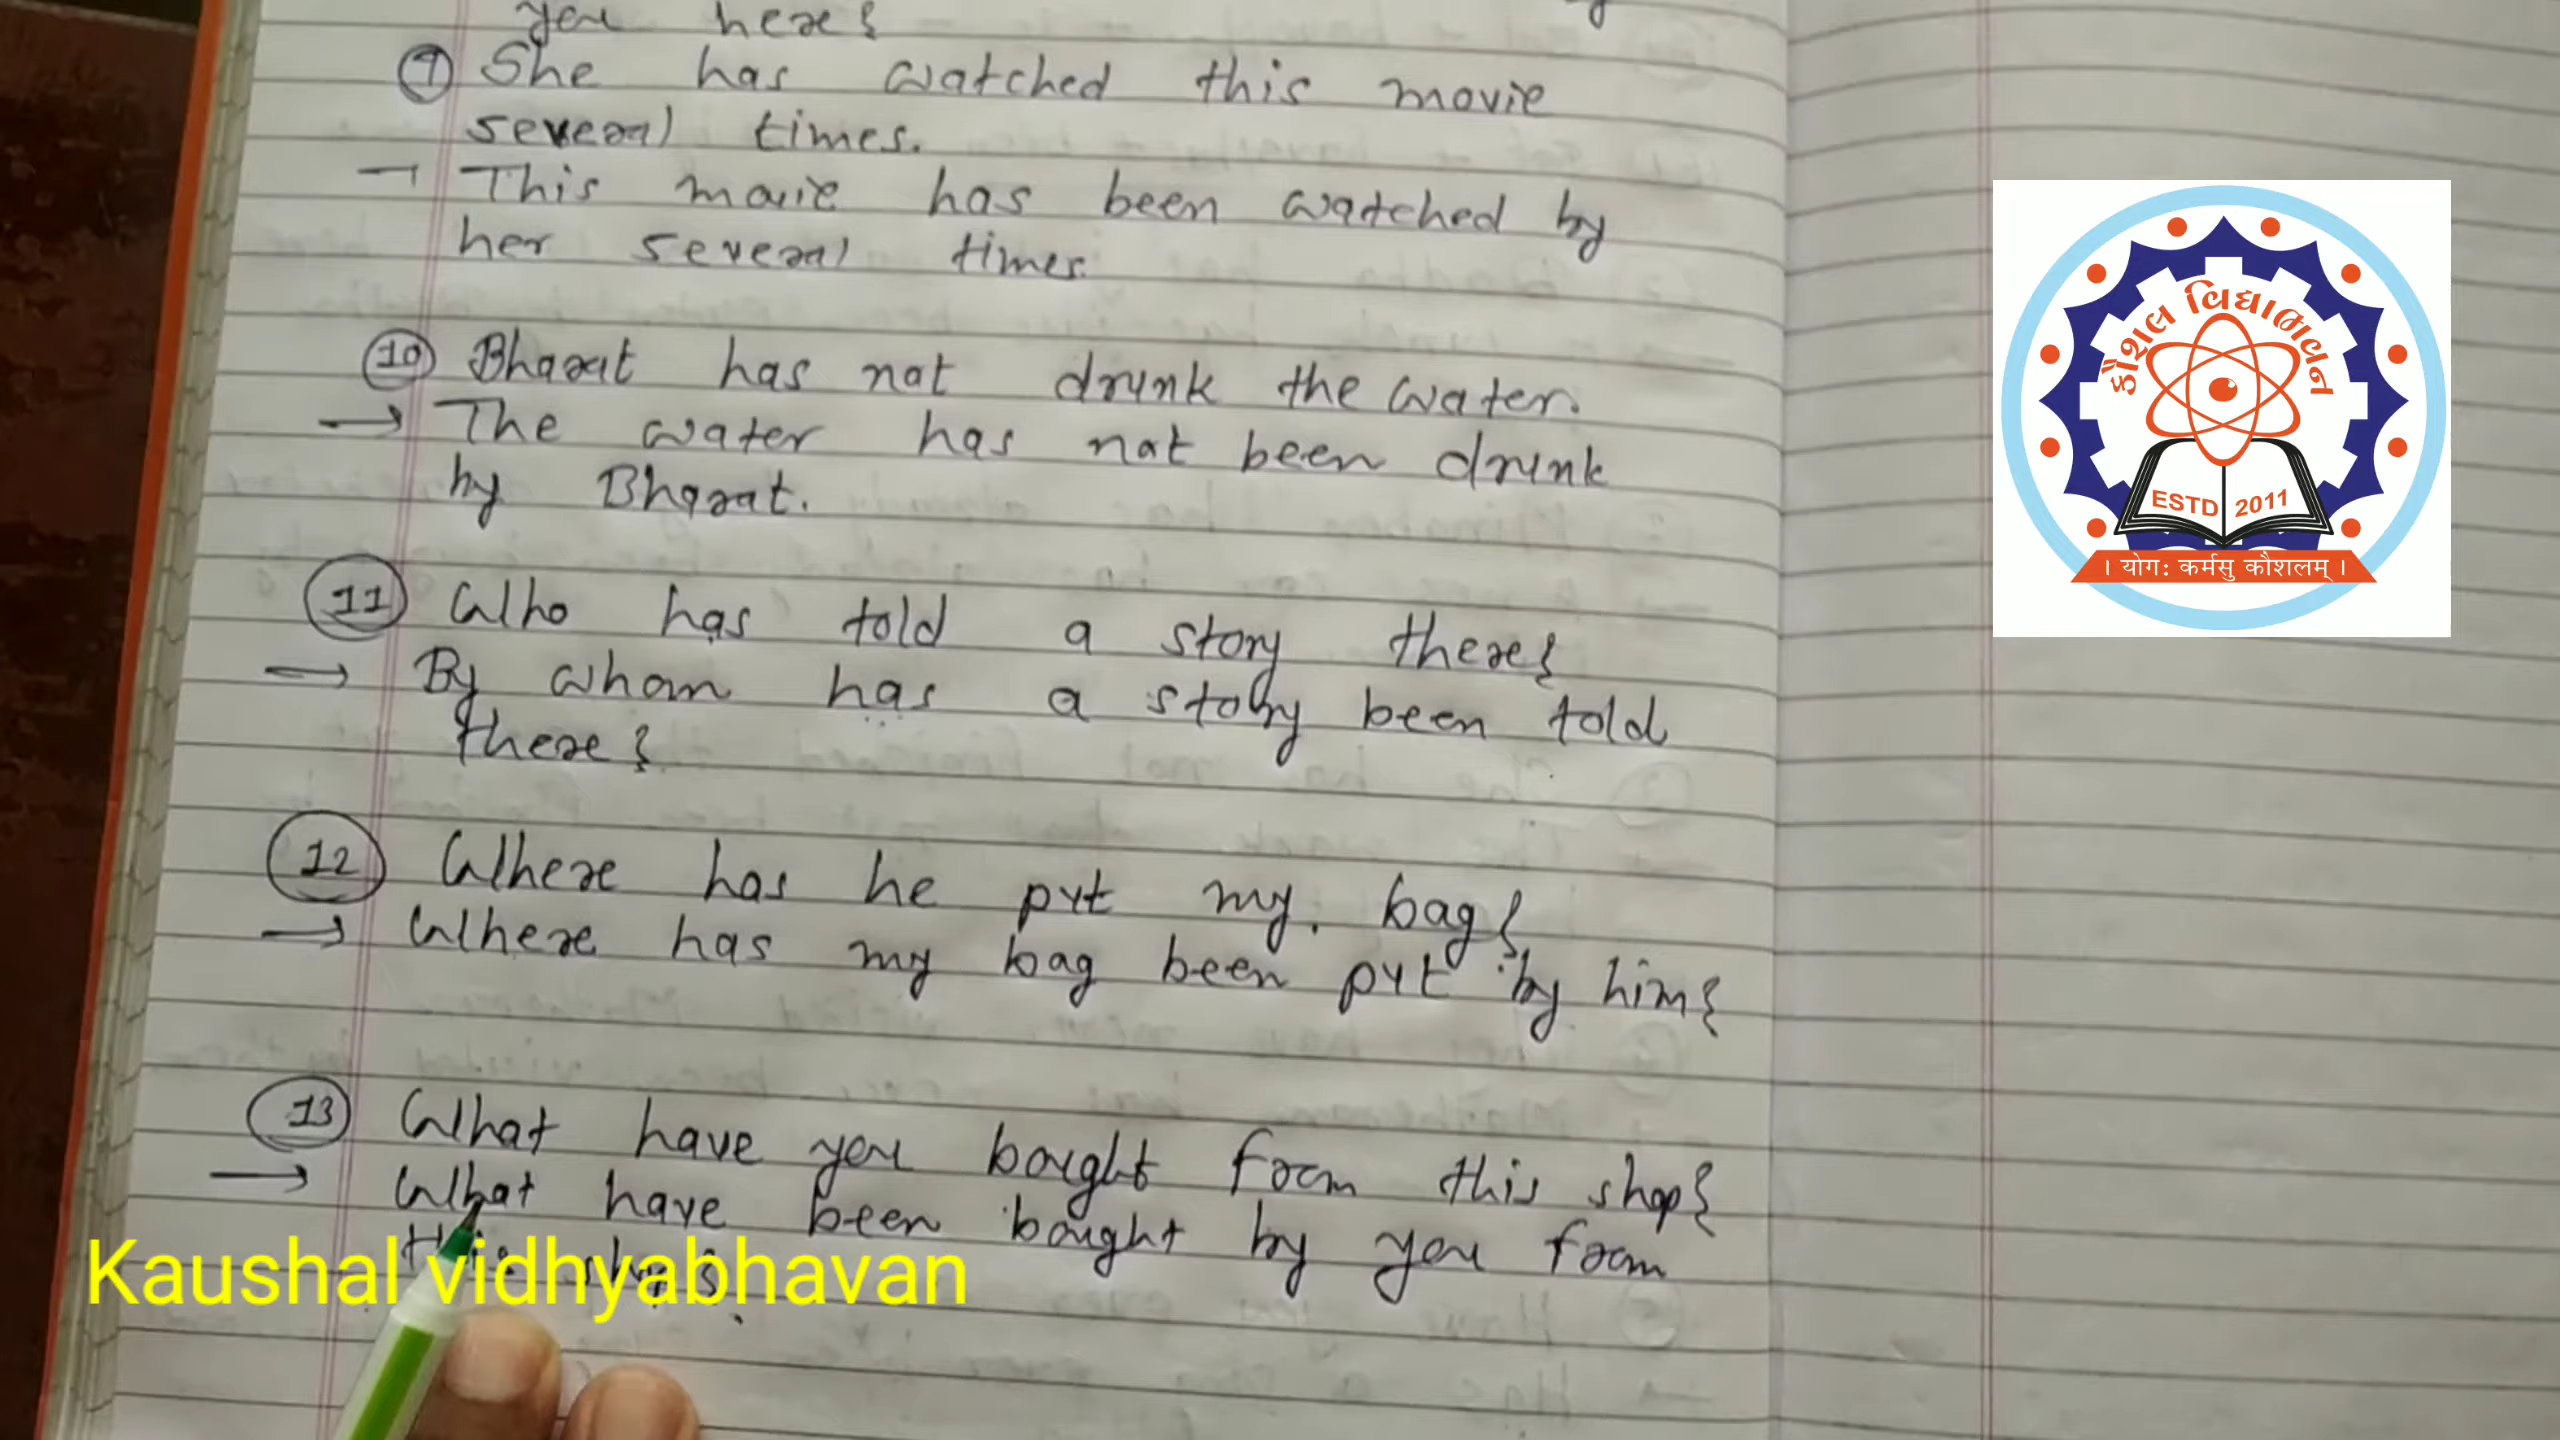 you here?
9 She has watched this movie
several times.
→ This movie has been watched by
her several times.
10 Bharat has not drunk the water.
→ The water has not been drunk
by Bharat.
11 Who has told a story there?
→ By whom has a story been told
there?
12 Where has he put my bag?
→ Where has my bag been put by him?
13 What have you bought form this shop?
→ What have been bought by you form
this shop?
Kaushal vidhyabhavan
કૌશલ વિદ્યાભવન
ESTD 2011
। योगः कर्मसु कौशलम् ।